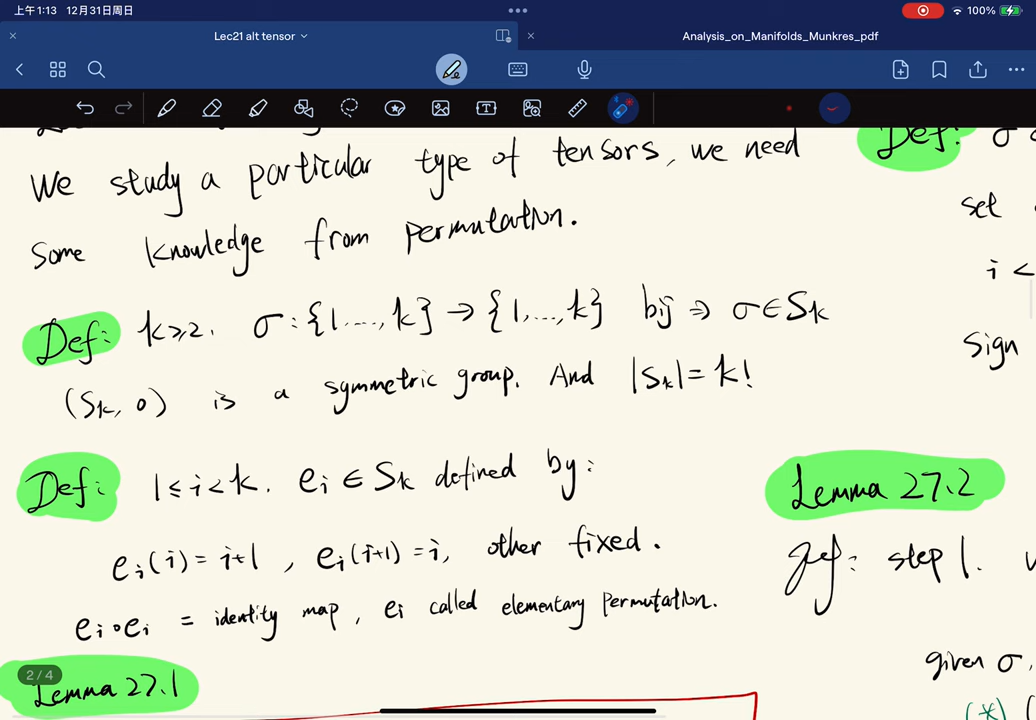 上午1:13 12月31日周日
100%
Lec21 alt tensor
Analysis_on_Manifolds_Munkres_pdf
We study a particular type of tensors, we need
some knowledge from permutation.
Def: k≥2. σ:{1,...,k}→{1,...,k} bij ⇒ σ∈Sk
(Sk, ∘) is a symmetric group. And |Sk|=k!
Def: 1≤i<k. ei∈Sk defined by:
ei(i)=i+1, ei(i+1)=i, other fixed.
ei∘ei = identity map, ei called elementary permutation.
2/4
Lemma 27.1
Def: σ
set
i <
sign
Lemma 27.2
step 1.
given σ.
(*)